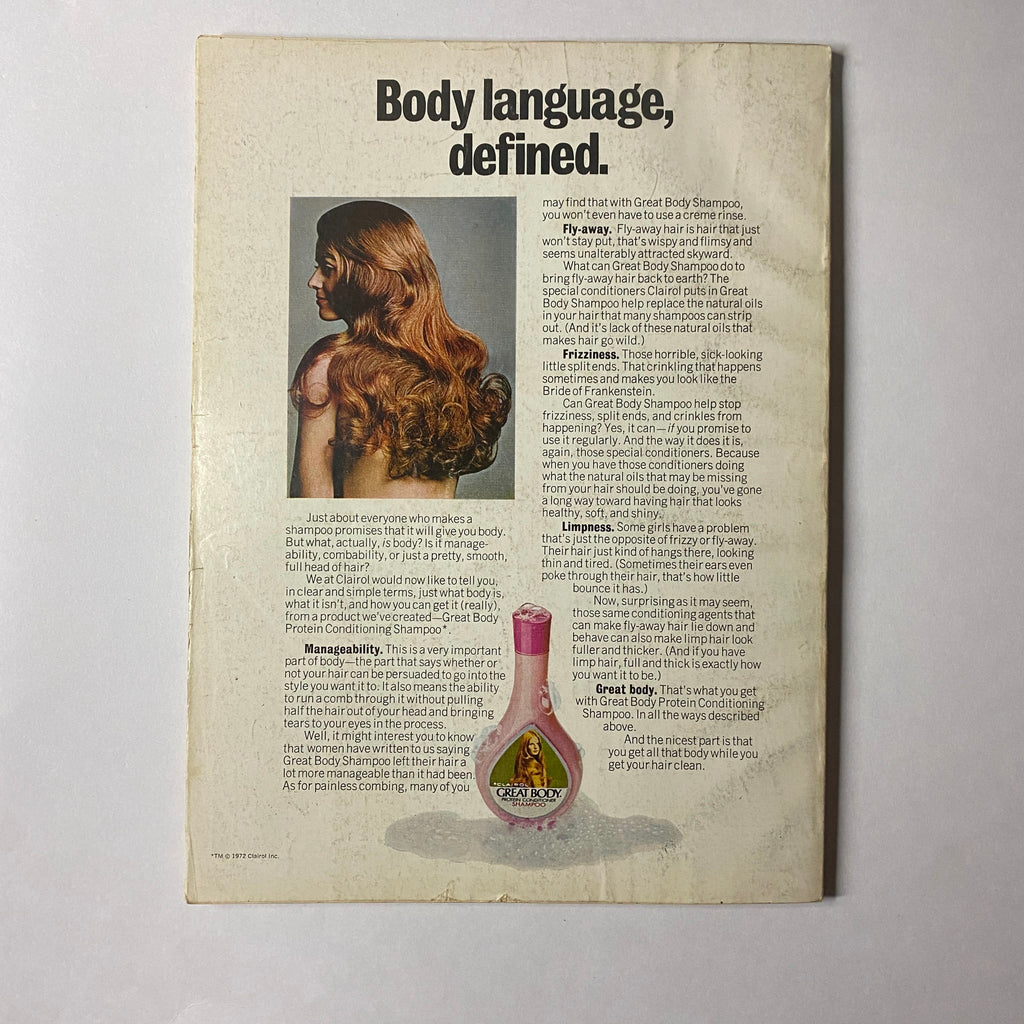 Body language,
defined.
Just about everyone who makes a
shampoo promises that it will give you body.
But what, actually, is body? Is it manage-
ability, combability, or just a pretty, smooth,
full head of hair?
We at Clairol would now like to tell you,
in clear and simple terms, just what body is,
what it isn't, and how you can get it (really),
from a product we've created—Great Body
Protein Conditioning Shampoo*.
Manageability. This is a very important
part of body—the part that says whether or
not your hair can be persuaded to go into the
style you want it to. It also means the ability
to run a comb through it without pulling
half the hair out of your head and bringing
tears to your eyes in the process.
Well, it might interest you to know
that women have written to us saying
Great Body Shampoo left their hair a
lot more manageable than it had been.
As for painless combing, many of you
may find that with Great Body Shampoo,
you won't even have to use a creme rinse.
Fly-away. Fly-away hair is hair that just
won't stay put, that's wispy and flimsy and
seems unalterably attracted skyward.
What can Great Body Shampoo do to
bring fly-away hair back to earth? The
special conditioners Clairol puts in Great
Body Shampoo help replace the natural oils
in your hair that many shampoos can strip
out. (And it's lack of these natural oils that
makes hair go wild.)
Frizziness. Those horrible, sick-looking
little split ends. That crinkling that happens
sometimes and makes you look like the
Bride of Frankenstein.
Can Great Body Shampoo help stop
frizziness, split ends, and crinkles from
happening? Yes, it can—if you promise to
use it regularly. And the way it does it is,
again, those special conditioners. Because
when you have those conditioners doing
what the natural oils that may be missing
from your hair should be doing, you've gone
a long way toward having hair that looks
healthy, soft, and shiny.
Limpness. Some girls have a problem
that's just the opposite of frizzy or fly-away.
Their hair just kind of hangs there, looking
thin and tired. (Sometimes their ears even
poke through their hair, that's how little
bounce it has.)
Now, surprising as it may seem,
those same conditioning agents that
can make fly-away hair lie down and
behave can also make limp hair look
fuller and thicker. (And if you have
limp hair, full and thick is exactly how
you want it to be.)
Great body. That's what you get
with Great Body Protein Conditioning
Shampoo. In all the ways described
above.
And the nicest part is that
you get all that body while you
get your hair clean.
CLAIROL
GREAT BODY
PROTEIN CONDITIONER
SHAMPOO
*TM © 1972 Clairol Inc.